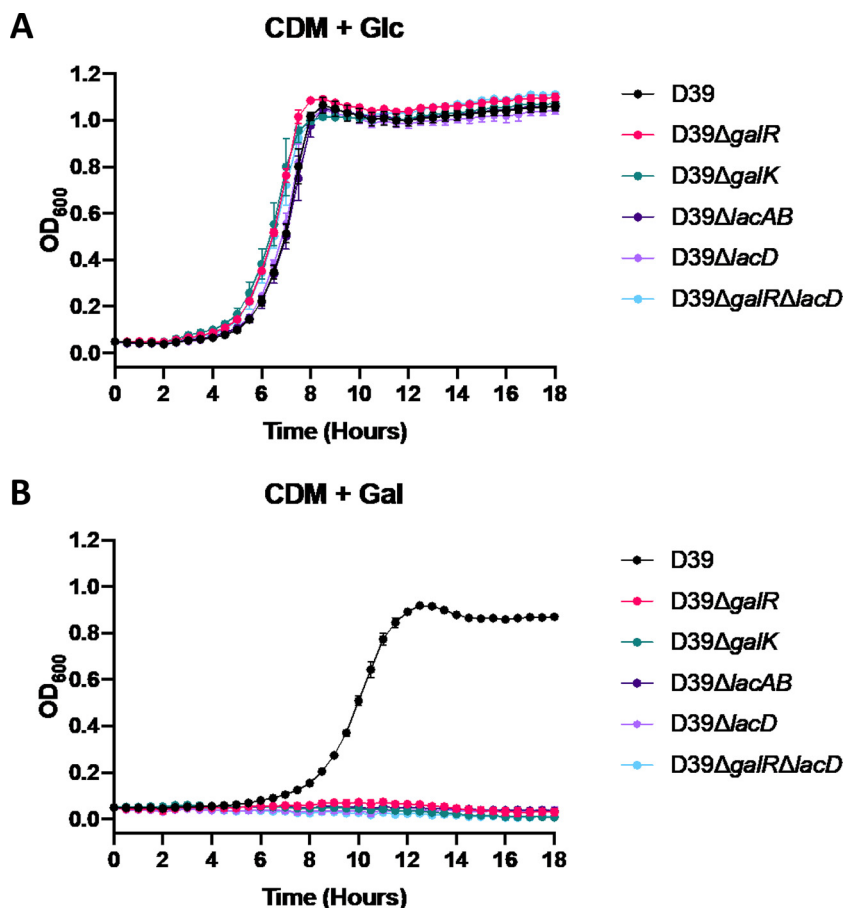 A
CDM + Glc
1.2
1.0
0.8
0.6
0.4
0.2
0.0
OD600
0 2 4 6 8 10 12 14 16 18
Time (Hours)
D39
D39ΔgalR
D39ΔgalK
D39ΔlacAB
D39ΔlacD
D39ΔgalRΔlacD
B
CDM + Gal
1.2
1.0
0.8
0.6
0.4
0.2
0.0
OD600
0 2 4 6 8 10 12 14 16 18
Time (Hours)
D39
D39ΔgalR
D39ΔgalK
D39ΔlacAB
D39ΔlacD
D39ΔgalRΔlacD